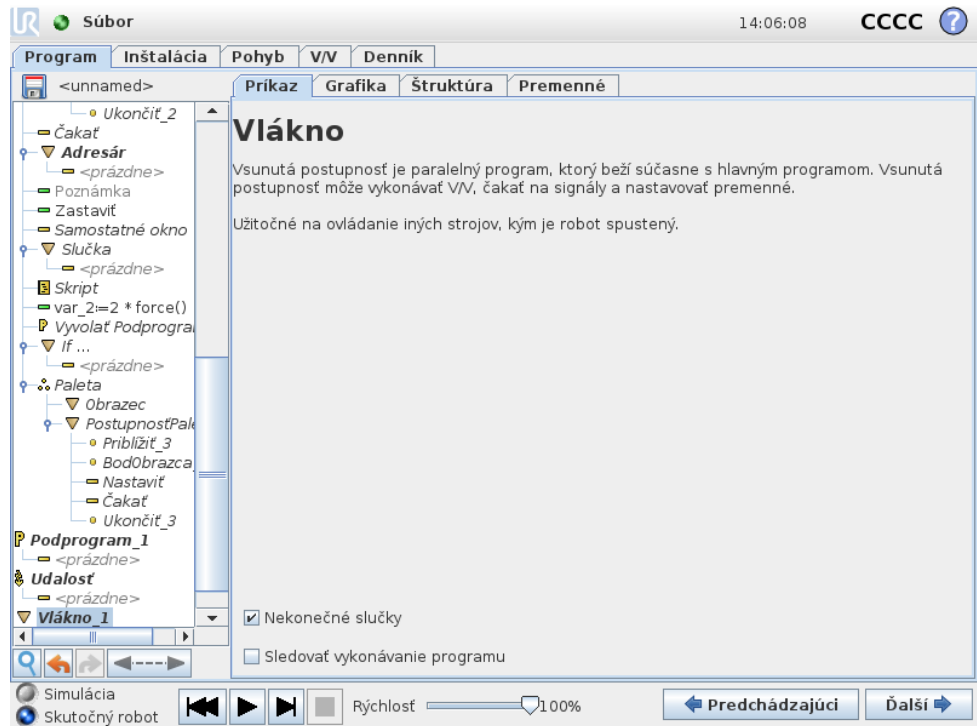 Súbor
14:06:08
CCCC
?
Program Inštalácia Pohyb V/V Denník
<unnamed>
Príkaz Grafika Štruktúra Premenné
Ukončiť_2
Čakať
Adresár
<prázdne>
Poznámka
Zastaviť
Samostatné okno
Slučka
<prázdne>
Skript
var_2:=2 * force()
Vyvolať Podprogra
If ...
<prázdne>
Paleta
Obrazec
PostupnosťPale
Priblížiť_3
BodObrazca
Nastaviť
Čakať
Ukončiť_3
Podprogram_1
<prázdne>
Udalosť
<prázdne>
Vlákno_1
Vlákno
Vsunutá postupnosť je paralelný program, ktorý beží súčasne s hlavným programom. Vsunutá
postupnosť môže vykonávať V/V, čakať na signály a nastavovať premenné.
Užitočné na ovládanie iných strojov, kým je robot spustený.
Nekonečné slučky
Sledovať vykonávanie programu
Simulácia
Skutočný robot
Rýchlosť 100%
Predchádzajúci
Ďalší